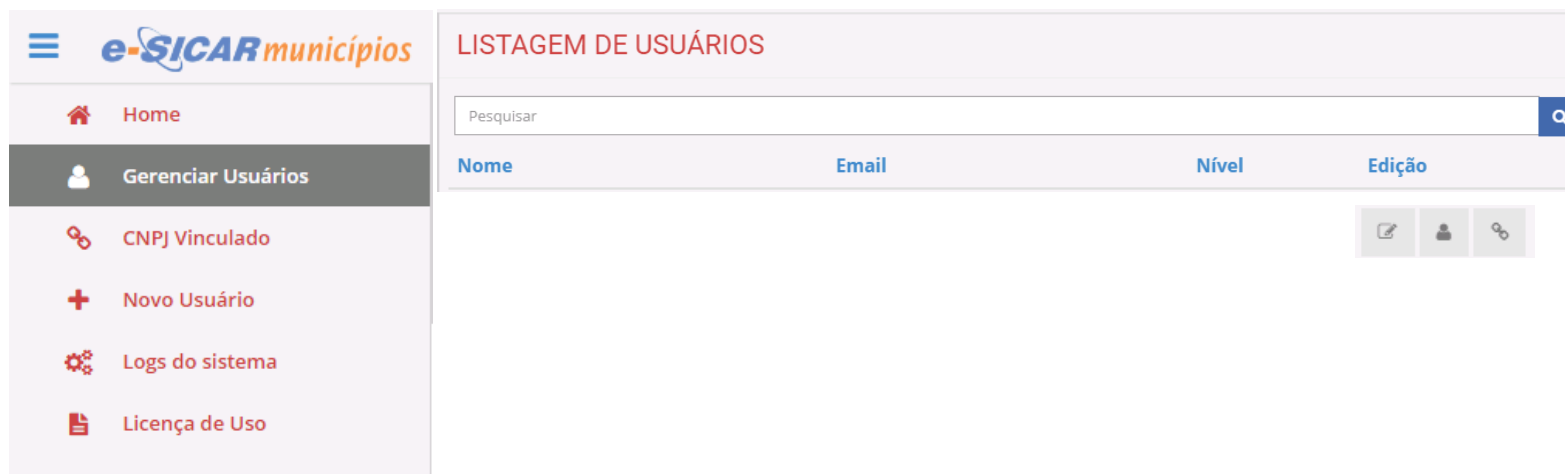 e-SICAR municípios
Home
Gerenciar Usuários
CNPJ Vinculado
Novo Usuário
Logs do sistema
Licença de Uso
LISTAGEM DE USUÁRIOS
Pesquisar
Nome Email Nível Edição